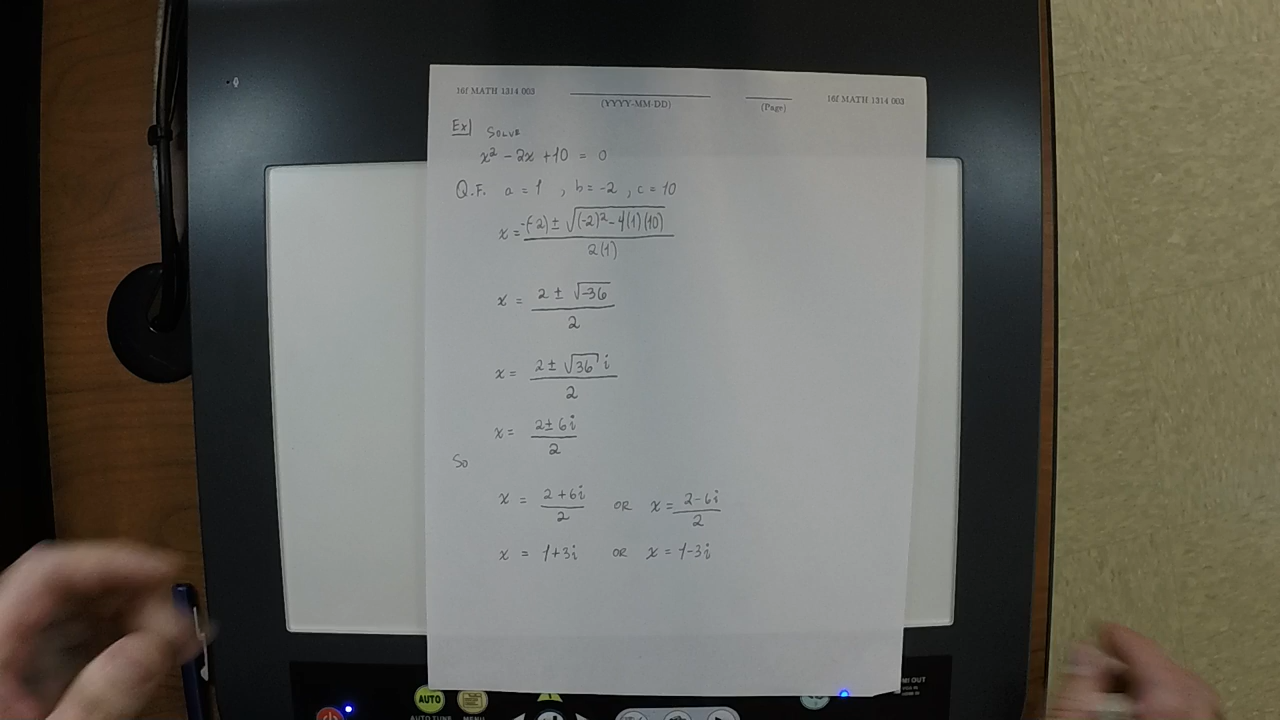 16f MATH 1314 003 (YYYY-MM-DD) (Page) 16f MATH 1314 003
Ex) SOLVE
x² - 2x + 10 = 0
Q.F. a = 1 , b = -2 , c = 10
x = -(-2) ± √(-2)² - 4(1)(10)
2(1)
x = 2 ± √-36
2
x = 2 ± √36 i
2
x = 2 ± 6i
2
So
x = 2 + 6i / 2 OR x = 2 - 6i / 2
x = 1 + 3i OR x = 1 - 3i
AUTO
AUTO TUNE MENU